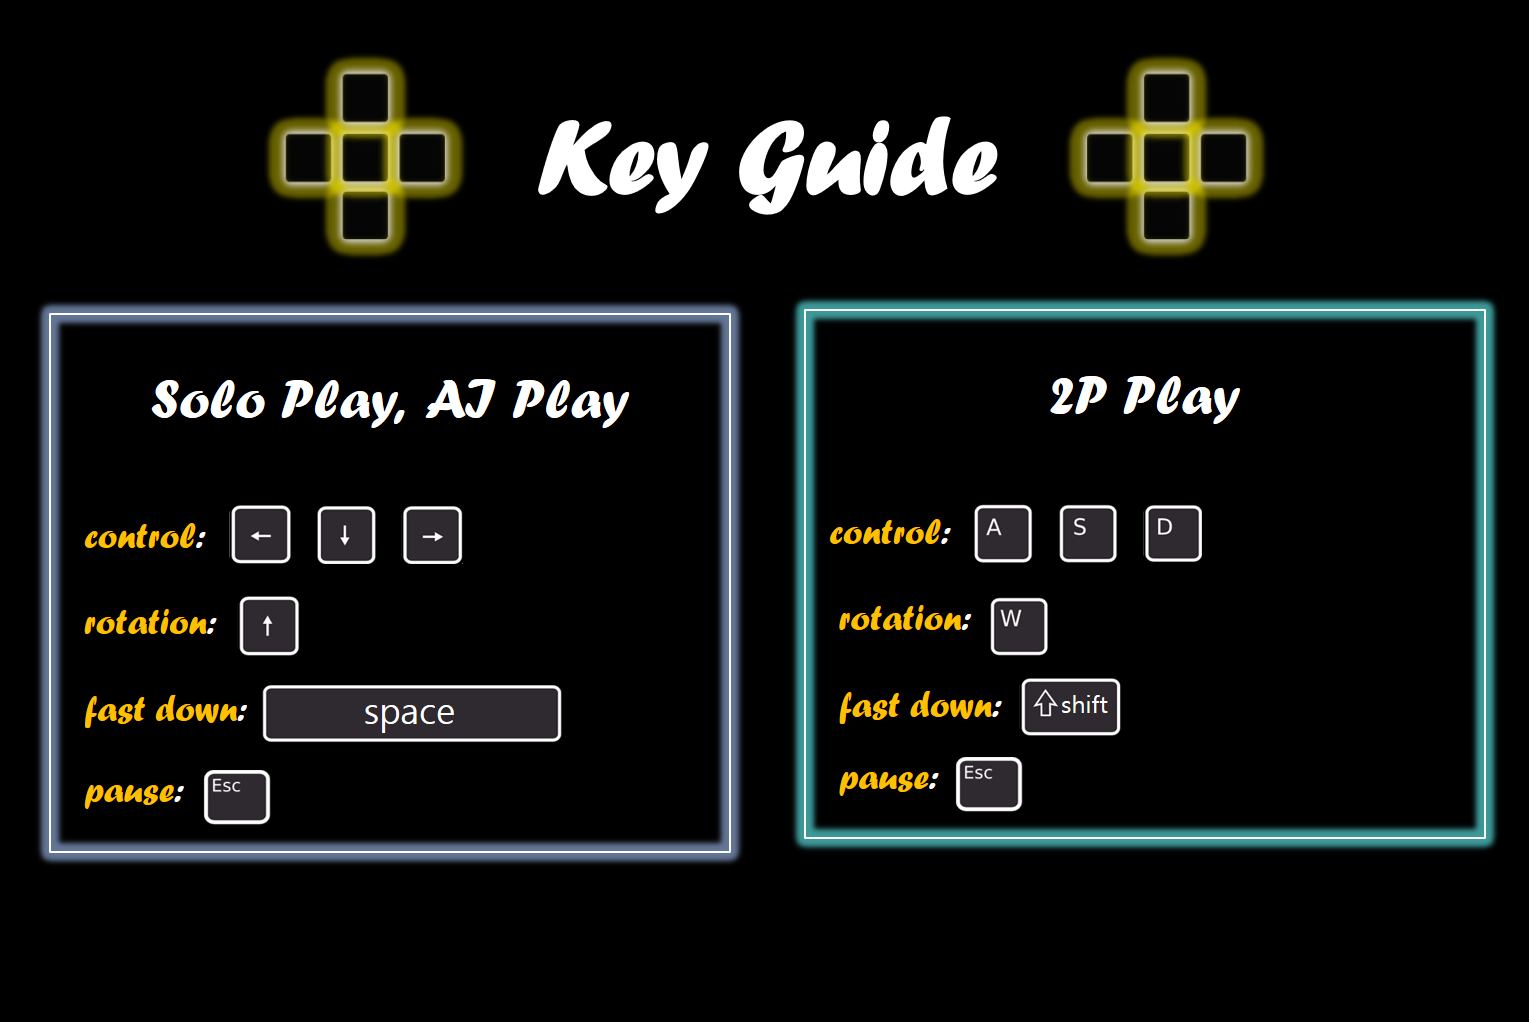 Key Guide
Solo Play, AI Play
control: ← ↓ →
rotation: ↑
fast down: space
pause: Esc
2P Play
control: A S D
rotation: W
fast down: ⇧ shift
pause: Esc